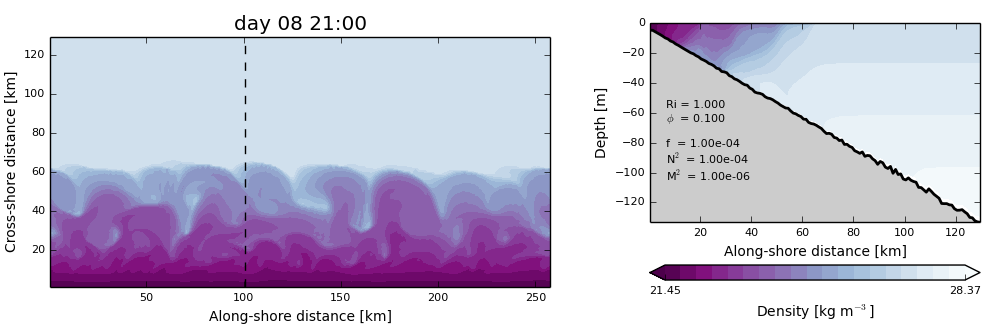 day 08 21:00
120
100
80
60
40
20
Cross-shore distance [km]
50
100
150
200
250
Along-shore distance [km]
0
−20
−40
−60
−80
−100
−120
Depth [m]
Ri = 1.000
ϕ = 0.100
f = 1.00e-04
N² = 1.00e-04
M² = 1.00e-06
20
40
60
80
100
120
Along-shore distance [km]
21.45
28.37
Density [kg m⁻³]